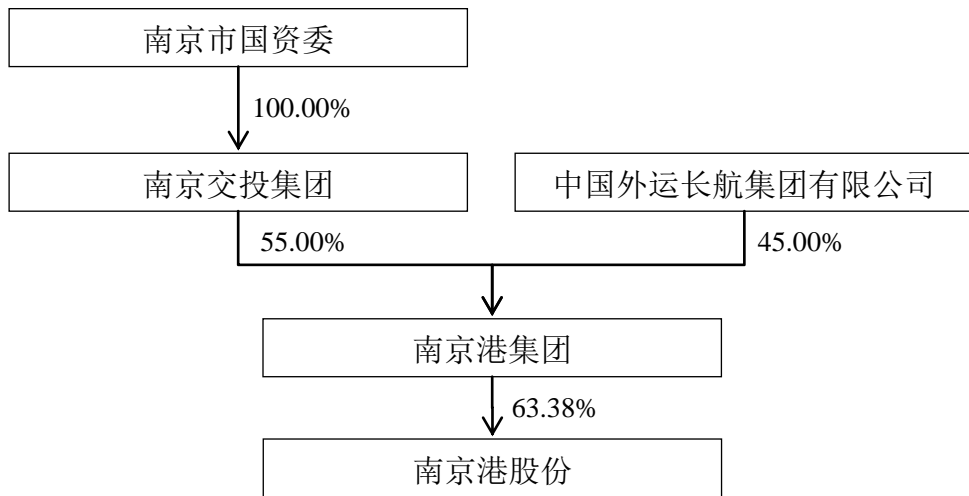 南京市国资委
100.00%
南京交投集团
中国外运长航集团有限公司
55.00%
45.00%
南京港集团
63.38%
南京港股份